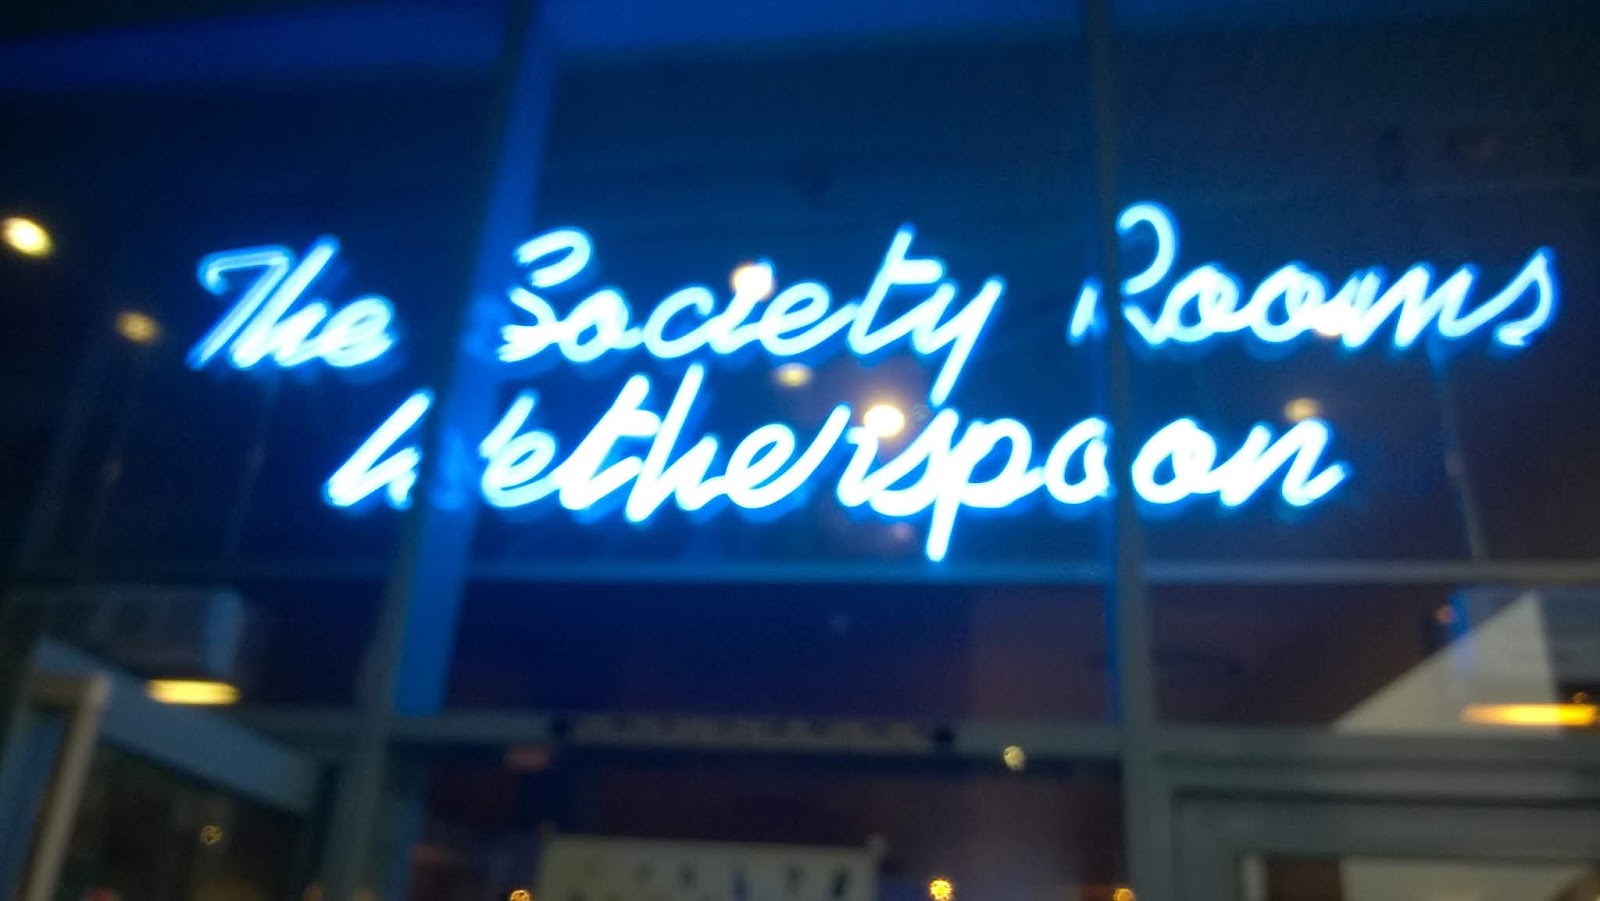 The Society Rooms
Wetherspoon